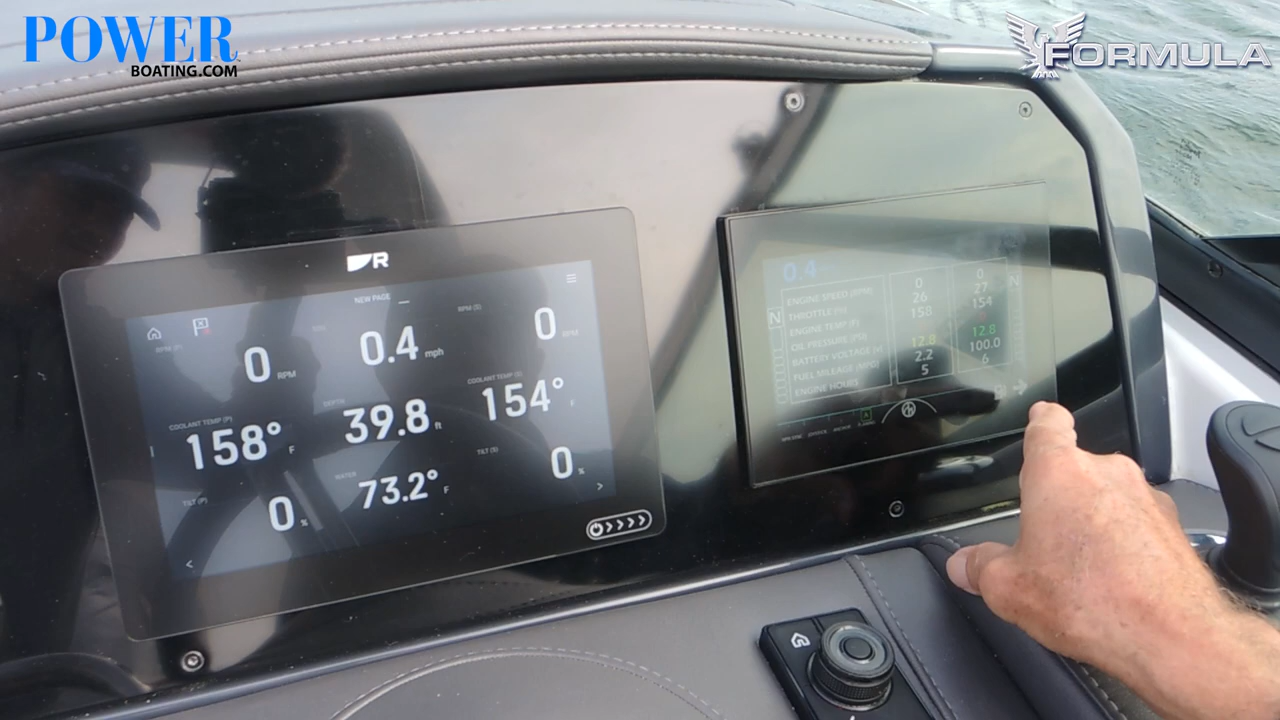 POWER
BOATING.COM
FORMULA
R
NEW PAGE
BPM (P)
BPM (S)
0 RPM
0.4 mph
0 RPM
COOLANT TEMP (P)
DEPTH
COOLANT TEMP (S)
158° F
39.8 ft
154° F
TILT (P)
WATER
TILT (S)
0 %
73.2° F
0 %
0.4
N
N
ENGINE SPEED (RPM) 0 0
THROTTLE (%) 26 27
ENGINE TEMP (F) 158 154
OIL PRESSURE (PSI)
BATTERY VOLTAGE (V) 12.8 12.8
FUEL MILEAGE (MPG) 2.2 100.0
ENGINE HOURS 5 6